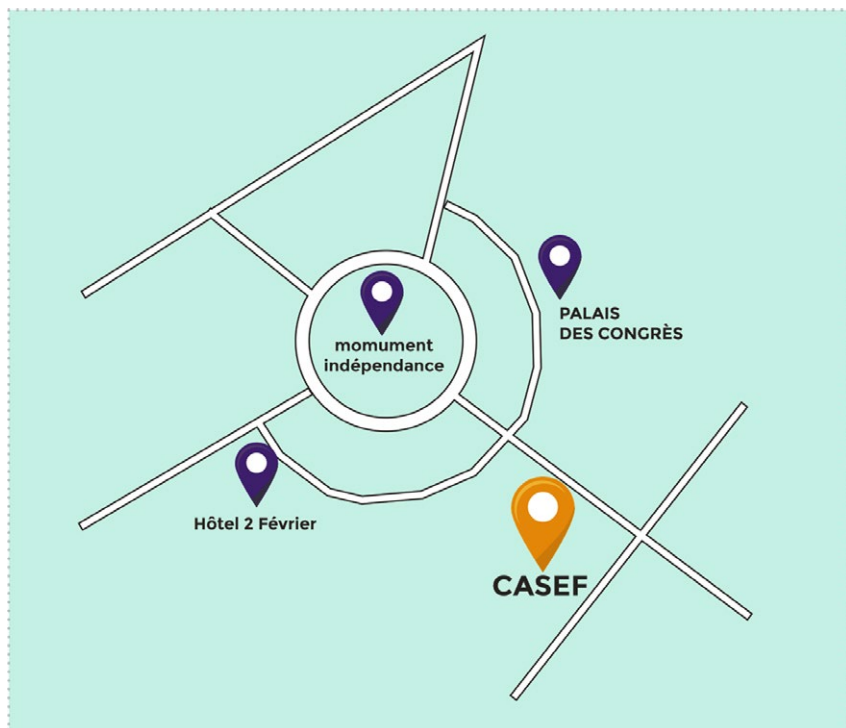 PALAIS
DES CONGRÈS
momument
indépendance
Hôtel 2 Février
CASEF